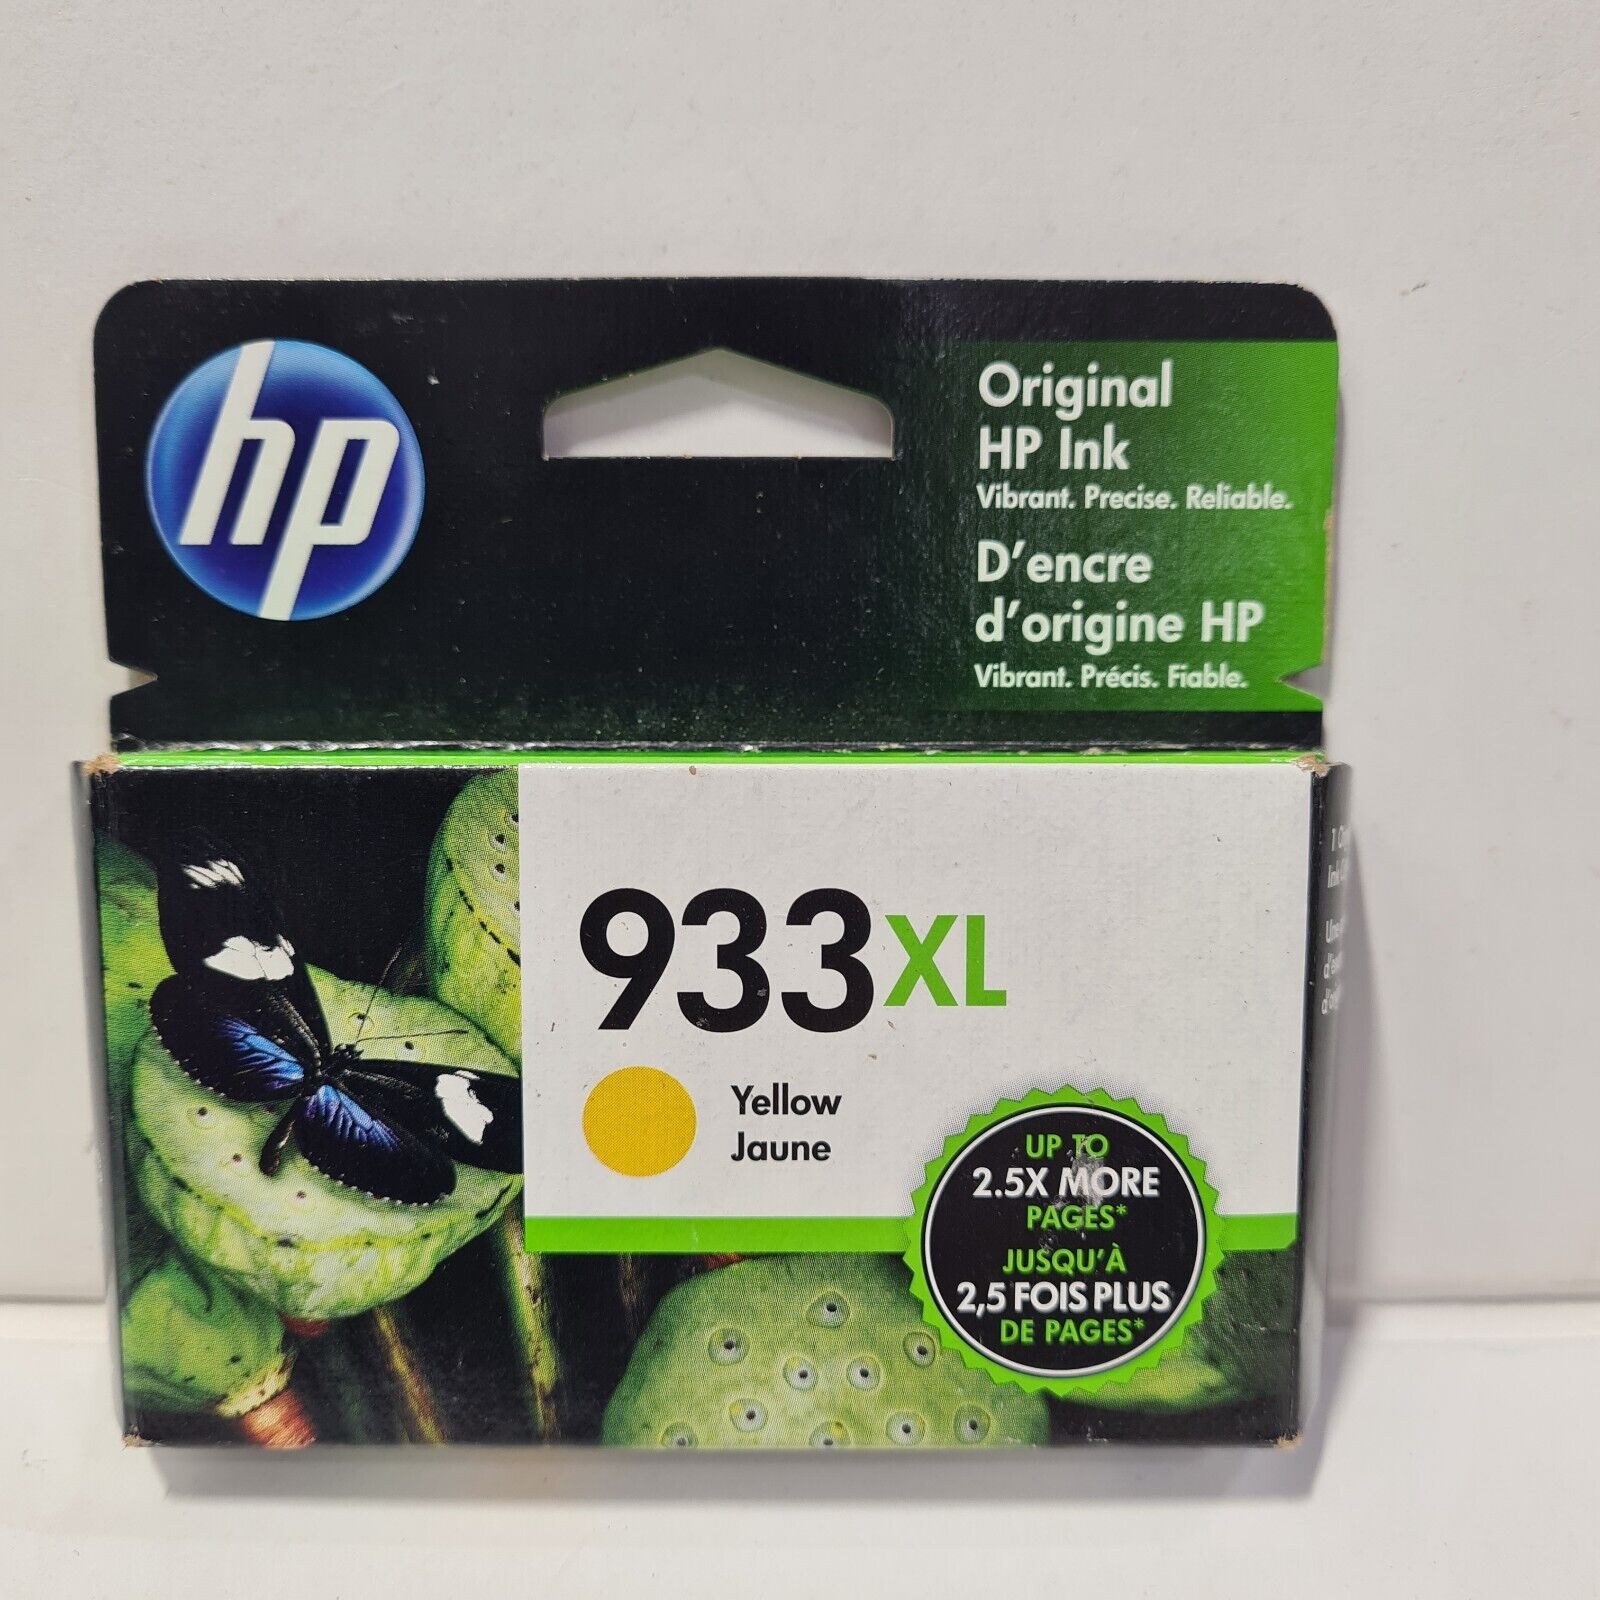 hp
Original
HP Ink
Vibrant. Precise. Reliable.
D'encre
d'origine HP
Vibrant. Précis. Fiable.
933XL
Yellow
Jaune
UP TO
2.5X MORE
PAGES*
JUSQU'À
2,5 FOIS PLUS
DE PAGES*
1